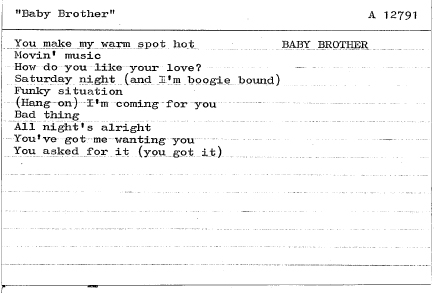 "Baby Brother" A 12791
You make my warm spot hot BABY BROTHER
Movin' music
How do you like your love?
Saturday night (and I'm boogie bound)
Funky situation
(Hang on) I'm coming for you
Bad thing
All night's alright
You've got me wanting you
You asked for it (you got it)